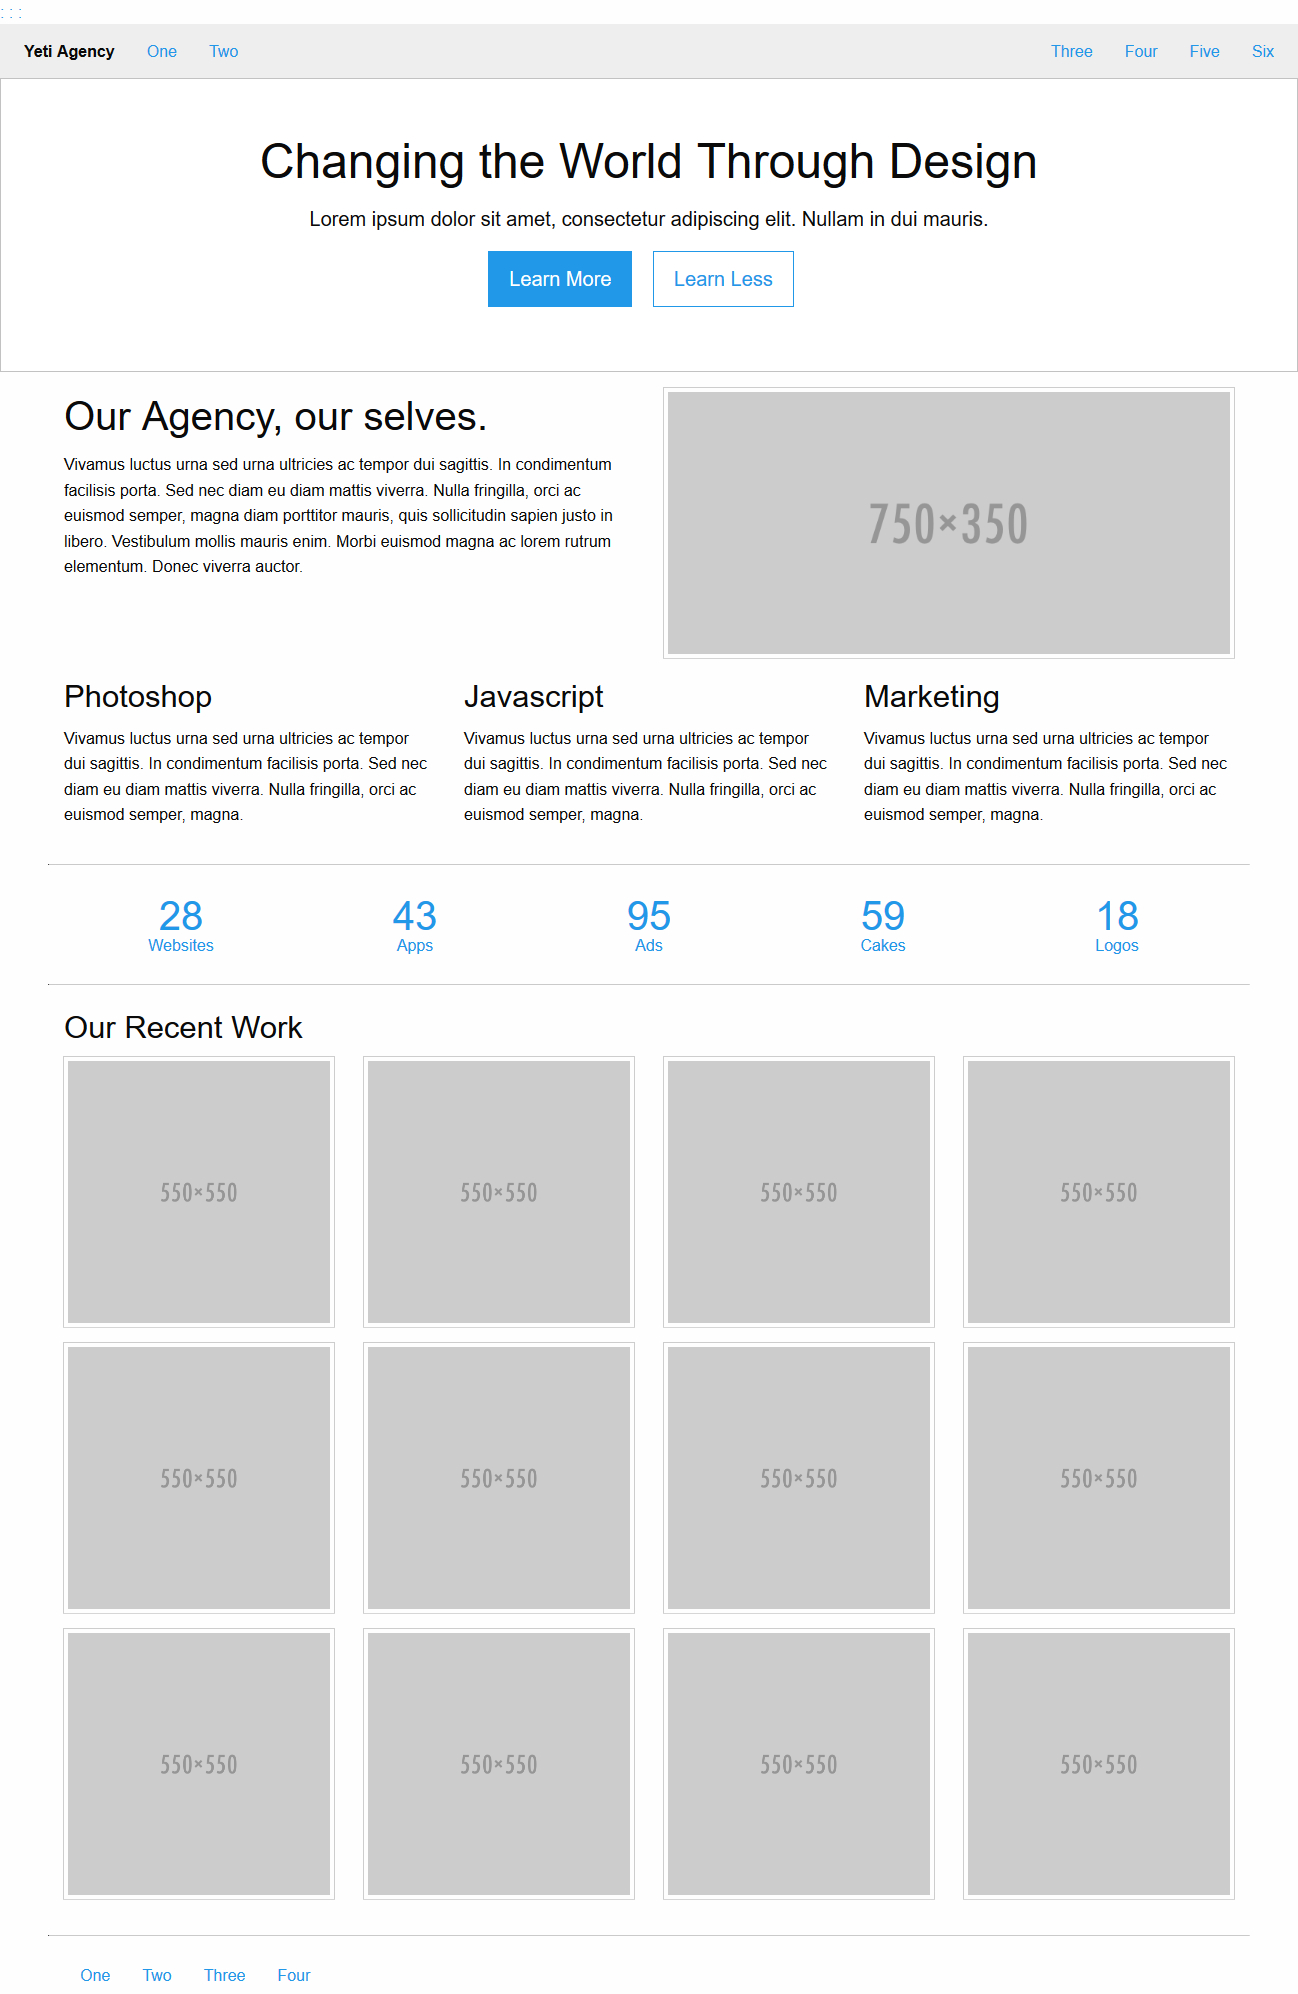 : : :
Yeti Agency One Two Three Four Five Six
Changing the World Through Design
Lorem ipsum dolor sit amet, consectetur adipiscing elit. Nullam in dui mauris.
Learn More Learn Less
Our Agency, our selves.
Vivamus luctus urna sed urna ultricies ac tempor dui sagittis. In condimentum
facilisis porta. Sed nec diam eu diam mattis viverra. Nulla fringilla, orci ac
euismod semper, magna diam porttitor mauris, quis sollicitudin sapien justo in
libero. Vestibulum mollis mauris enim. Morbi euismod magna ac lorem rutrum
elementum. Donec viverra auctor.
750×350
Photoshop
Vivamus luctus urna sed urna ultricies ac tempor
dui sagittis. In condimentum facilisis porta. Sed nec
diam eu diam mattis viverra. Nulla fringilla, orci ac
euismod semper, magna.
Javascript
Vivamus luctus urna sed urna ultricies ac tempor
dui sagittis. In condimentum facilisis porta. Sed nec
diam eu diam mattis viverra. Nulla fringilla, orci ac
euismod semper, magna.
Marketing
Vivamus luctus urna sed urna ultricies ac tempor
dui sagittis. In condimentum facilisis porta. Sed nec
diam eu diam mattis viverra. Nulla fringilla, orci ac
euismod semper, magna.
28
Websites
43
Apps
95
Ads
59
Cakes
18
Logos
Our Recent Work
550×550 550×550 550×550 550×550
550×550 550×550 550×550 550×550
550×550 550×550 550×550 550×550
One Two Three Four